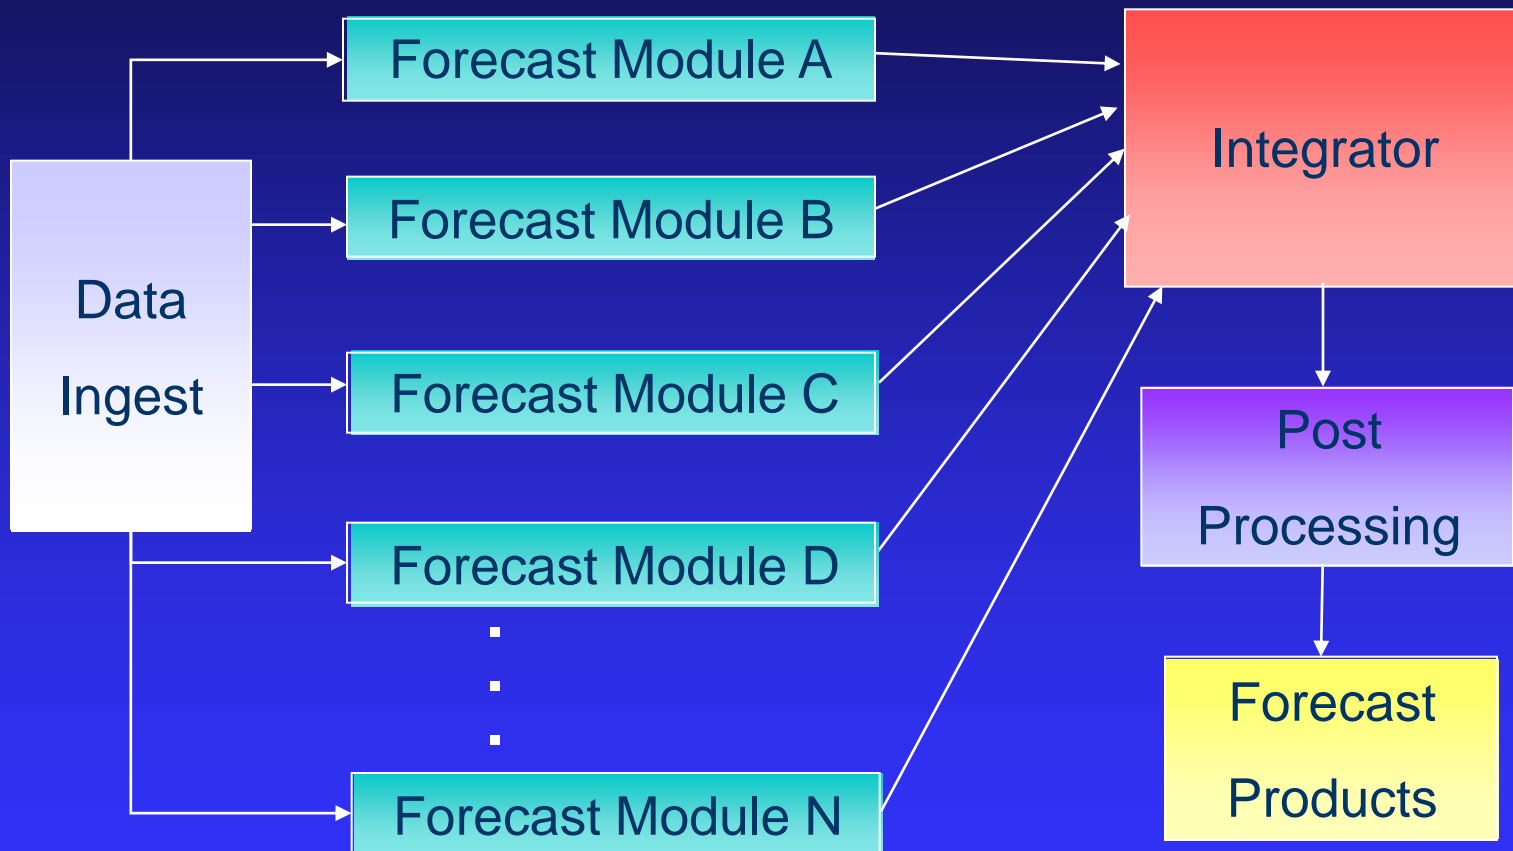 Forecast Module A
Integrator
Forecast Module B
Data
Ingest
Forecast Module C
Post
Processing
Forecast Module D
Forecast
Products
Forecast Module N